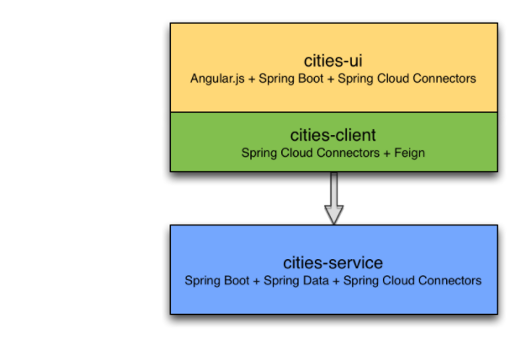 cities-ui
Angular.js + Spring Boot + Spring Cloud Connectors
cities-client
Spring Cloud Connectors + Feign
cities-service
Spring Boot + Spring Data + Spring Cloud Connectors